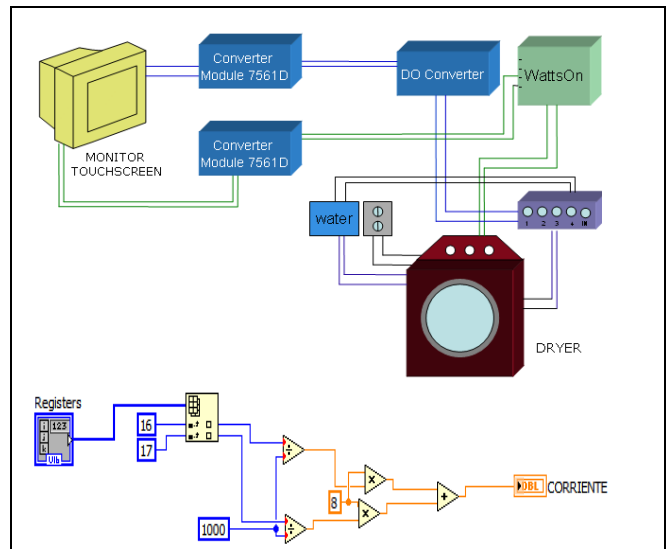 Converter
Module 7561D
DO Converter
WattsOn
MONITOR
TOUCHSCREEN
Converter
Module 7561D
water
1 2 3 4 IN
DRYER
Registers
i
j
k
123
U16
16
17
1000
8
DBL
CORRIENTE